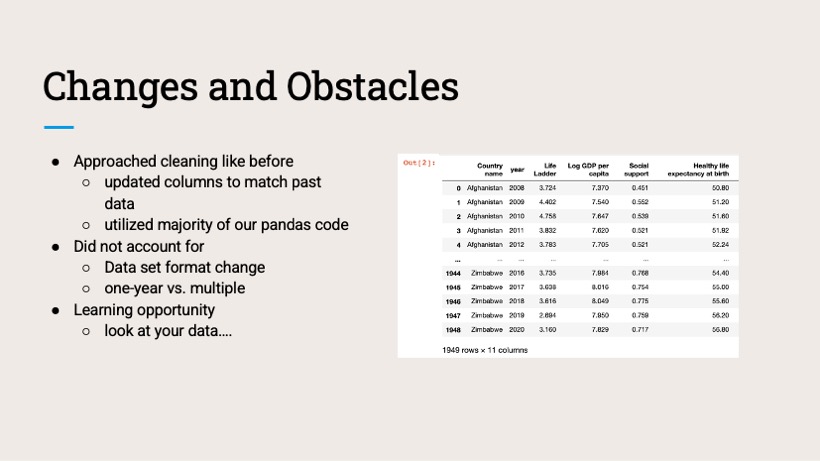 Changes and Obstacles
● Approached cleaning like before
○ updated columns to match past
data
○ utilized majority of our pandas code
● Did not account for
○ Data set format change
○ one-year vs. multiple
● Learning opportunity
○ look at your data....
Out[2]:
Country name year Life Ladder Log GDP per capita Social support Healthy life expectancy at birth
0 Afghanistan 2008 3.724 7.370 0.451 50.80
1 Afghanistan 2009 4.402 7.540 0.552 51.20
2 Afghanistan 2010 4.758 7.647 0.539 51.60
3 Afghanistan 2011 3.832 7.620 0.521 51.92
4 Afghanistan 2012 3.783 7.705 0.521 52.24
... ... ... ... ... ... ...
1944 Zimbabwe 2016 3.735 7.984 0.768 54.40
1945 Zimbabwe 2017 3.638 8.016 0.754 55.00
1946 Zimbabwe 2018 3.616 8.049 0.775 55.60
1947 Zimbabwe 2019 2.694 7.950 0.759 56.20
1948 Zimbabwe 2020 3.160 7.829 0.717 56.80
1949 rows × 11 columns